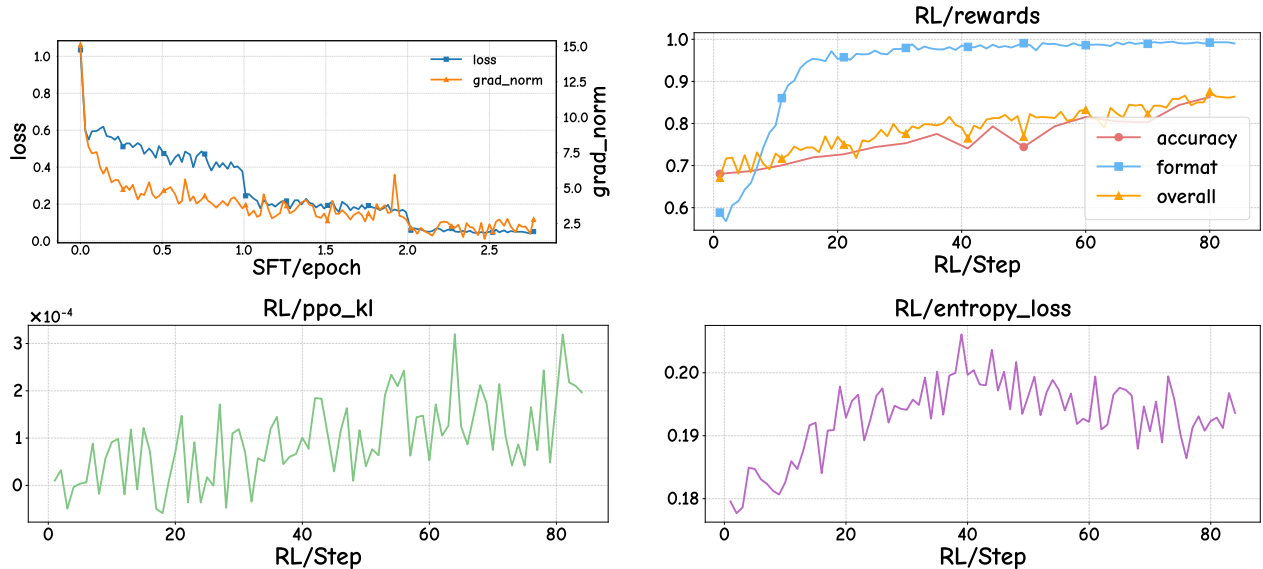 1.0
0.8
0.6
0.4
0.2
0.0
loss
15.0
12.5
10.0
7.5
5.0
2.5
grad_norm
loss
grad_norm
0.0 0.5 1.0 1.5 2.0 2.5
SFT/epoch
RL/rewards
1.0
0.9
0.8
0.7
0.6
accuracy
format
overall
0 20 40 60 80
RL/Step
RL/ppo_kl
×10⁻⁴
3
2
1
0
0 20 40 60 80
RL/Step
RL/entropy_loss
0.20
0.19
0.18
0 20 40 60 80
RL/Step